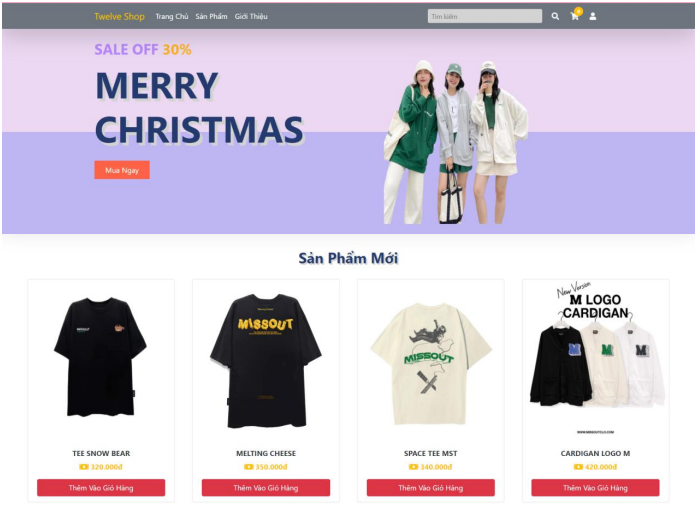 Twelve Shop Trang Chủ Sản Phẩm Giới Thiệu Tìm kiếm 0
SALE OFF 30%
MERRY
CHRISTMAS
Mua Ngay
Sản Phẩm Mới
MISSOUT
MISSOUT
New Version
M LOGO
CARDIGAN
M M M
WWW.MISSOUTCLO.COM
TEE SNOW BEAR MELTING CHEESE SPACE TEE MST CARDIGAN LOGO M
320.000đ 350.000đ 340.000đ 420.000đ
Thêm Vào Giỏ Hàng Thêm Vào Giỏ Hàng Thêm Vào Giỏ Hàng Thêm Vào Giỏ Hàng